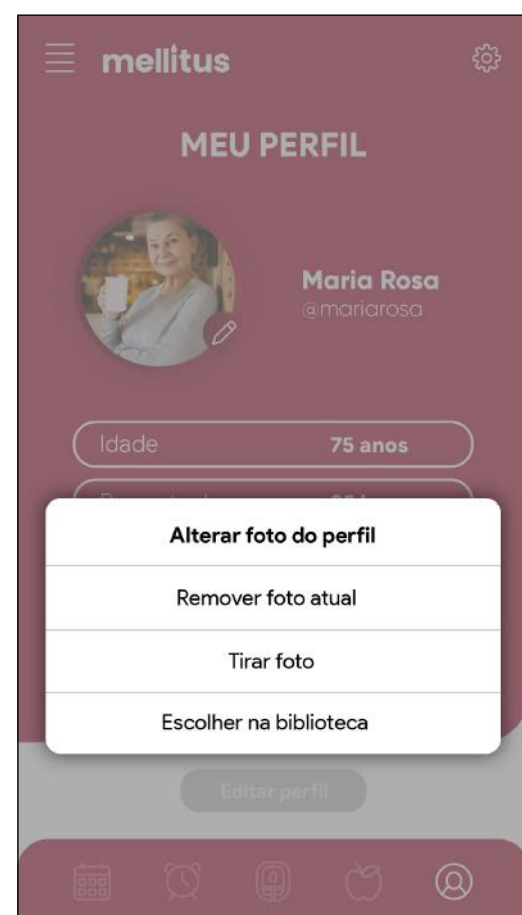 mellitus
MEU PERFIL
Maria Rosa
@mariarosa
Idade 75 anos
Alterar foto do perfil
Remover foto atual
Tirar foto
Escolher na biblioteca
Editar perfil